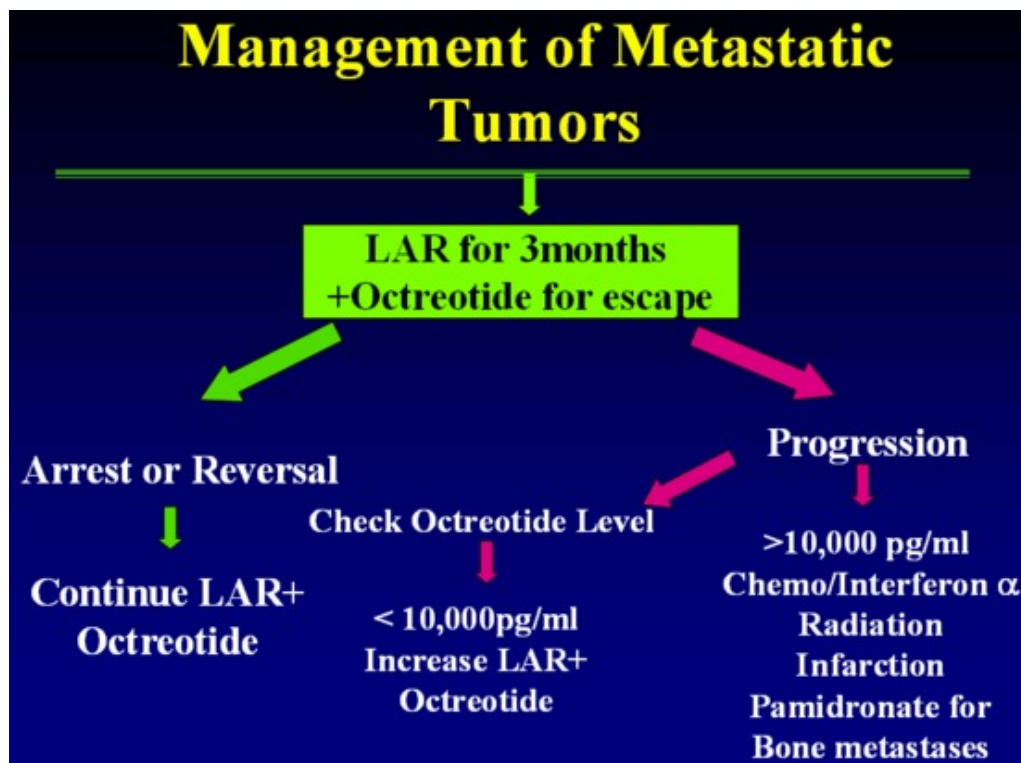 Management of Metastatic
Tumors
LAR for 3months
+Octreotide for escape
Arrest or Reversal
Continue LAR+
Octreotide
Progression
Check Octreotide Level
< 10,000pg/ml
Increase LAR+
Octreotide
>10,000 pg/ml
Chemo/Interferon α
Radiation
Infarction
Pamidronate for
Bone metastases